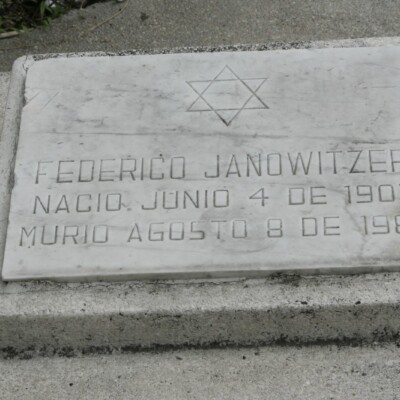 FEDERICO JANOWITZER
NACIO JUNIO 4 DE 190
MURIO AGOSTO 8 DE 198